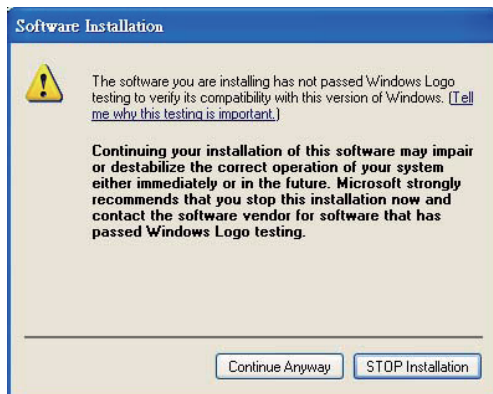 Software Installation
The software you are installing has not passed Windows Logo
testing to verify its compatibility with this version of Windows. (Tell
me why this testing is important.)
Continuing your installation of this software may impair
or destabilize the correct operation of your system
either immediately or in the future. Microsoft strongly
recommends that you stop this installation now and
contact the software vendor for software that has
passed Windows Logo testing.
Continue Anyway
STOP Installation